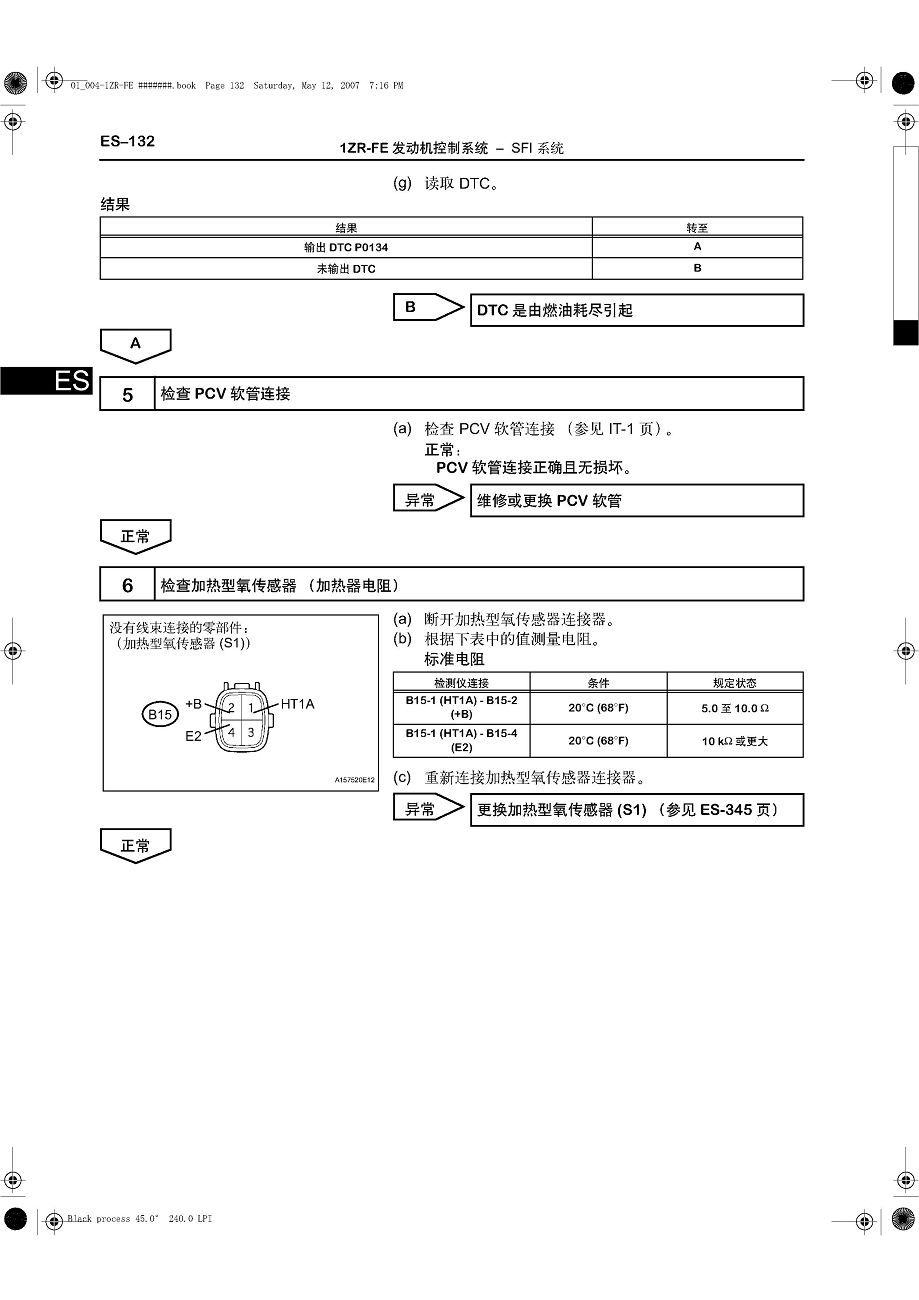 01_004-1ZR-FE #######.book Page 132 Saturday, May 12, 2007 7:16 PM
ES–132
1ZR-FE 发动机控制系统 – SFI 系统
(g) 读取 DTC。
结果
结果 转至
输出 DTC P0134 A
未输出 DTC B
B DTC 是由燃油耗尽引起
A
ES
5 检查 PCV 软管连接
(a) 检查 PCV 软管连接 （参见 IT-1 页）。
正常：
PCV 软管连接正确且无损坏。
异常 维修或更换 PCV 软管
正常
6 检查加热型氧传感器 （加热器电阻）
没有线束连接的零部件：
（加热型氧传感器 (S1)）
B15
+B 2 1 HT1A
E2 4 3
A157520E12
(a) 断开加热型氧传感器连接器。
(b) 根据下表中的值测量电阻。
标准电阻
检测仪连接 条件 规定状态
B15-1 (HT1A) - B15-2
(+B) 20°C (68°F) 5.0 至 10.0 Ω
B15-1 (HT1A) - B15-4
(E2) 20°C (68°F) 10 kΩ 或更大
(c) 重新连接加热型氧传感器连接器。
异常 更换加热型氧传感器 (S1) （参见 ES-345 页）
正常
Black process 45.0° 240.0 LPI